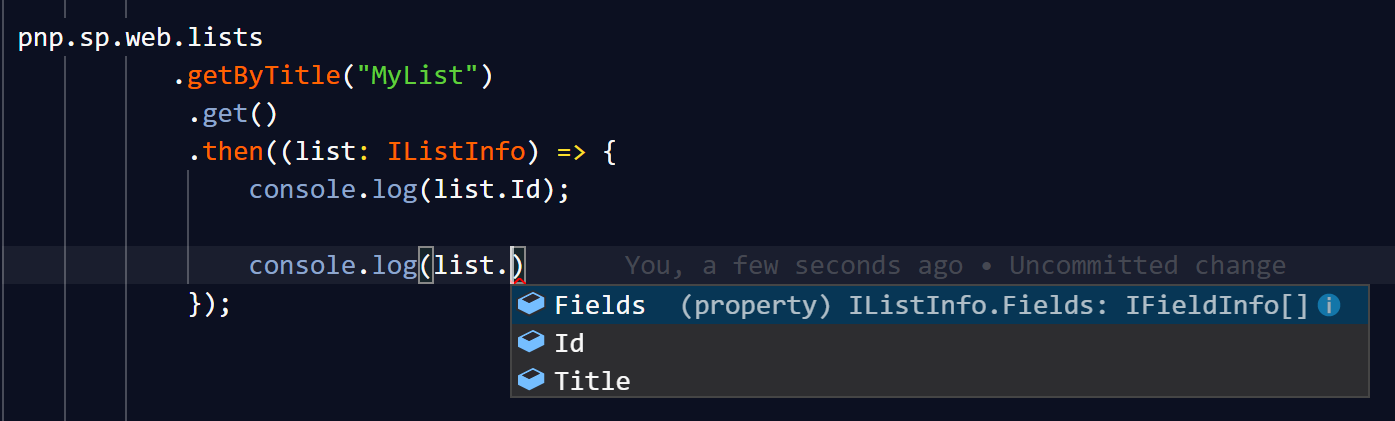 pnp.sp.web.lists
.getByTitle("MyList")
.get()
.then((list: IListInfo) => {
console.log(list.Id);
console.log(list.) You, a few seconds ago • Uncommitted change
});
Fields (property) IListInfo.Fields: IFieldInfo[]
Id
Title